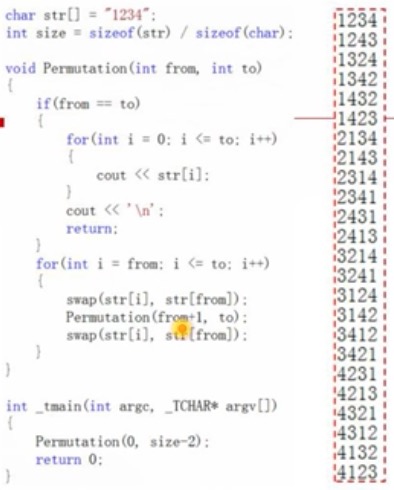 char str[] = "1234";
int size = sizeof(str) / sizeof(char);
void Permutation(int from, int to)
{
if(from == to)
{
for(int i = 0; i <= to; i++)
{
cout << str[i];
}
cout << '\n';
return;
}
for(int i = from; i <= to; i++)
{
swap(str[i], str[from]);
Permutation(from+1, to);
swap(str[i], str[from]);
}
}
int _tmain(int argc, _TCHAR* argv[])
{
Permutation(0, size-2);
return 0;
}
1234
1243
1324
1342
1432
1423
2134
2143
2314
2341
2431
2413
3214
3241
3124
3142
3412
3421
4231
4213
4321
4312
4132
4123